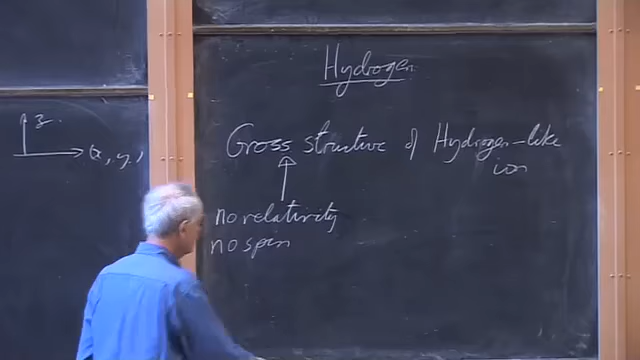 Hydrogen
z
(x, y)
Gross structure of Hydrogen-like
ion
no relativity
no spin